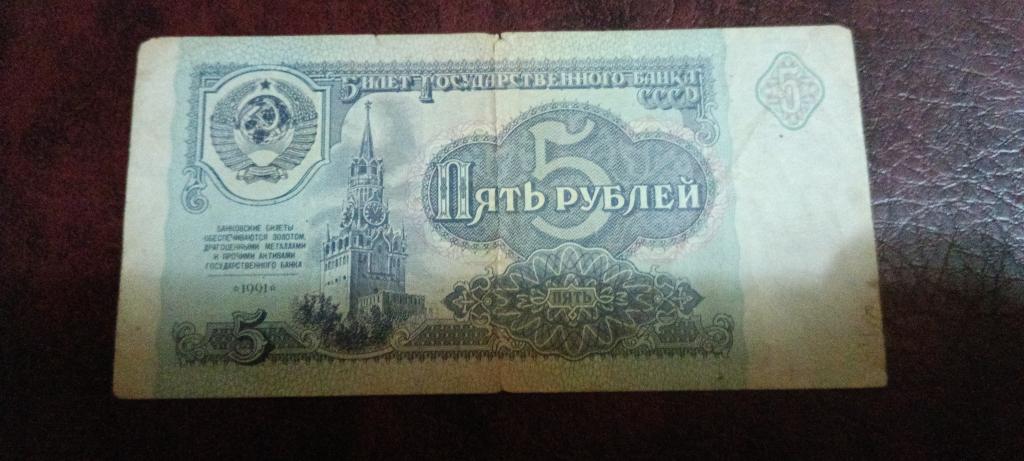 Билет Государственного Банка
СССР
5
5
Пять рублей
Банковские билеты
обеспечиваются золотом,
драгоценными металлами
и прочими активами
Государственного банка
☆1991☆
ПЯТЬ
5